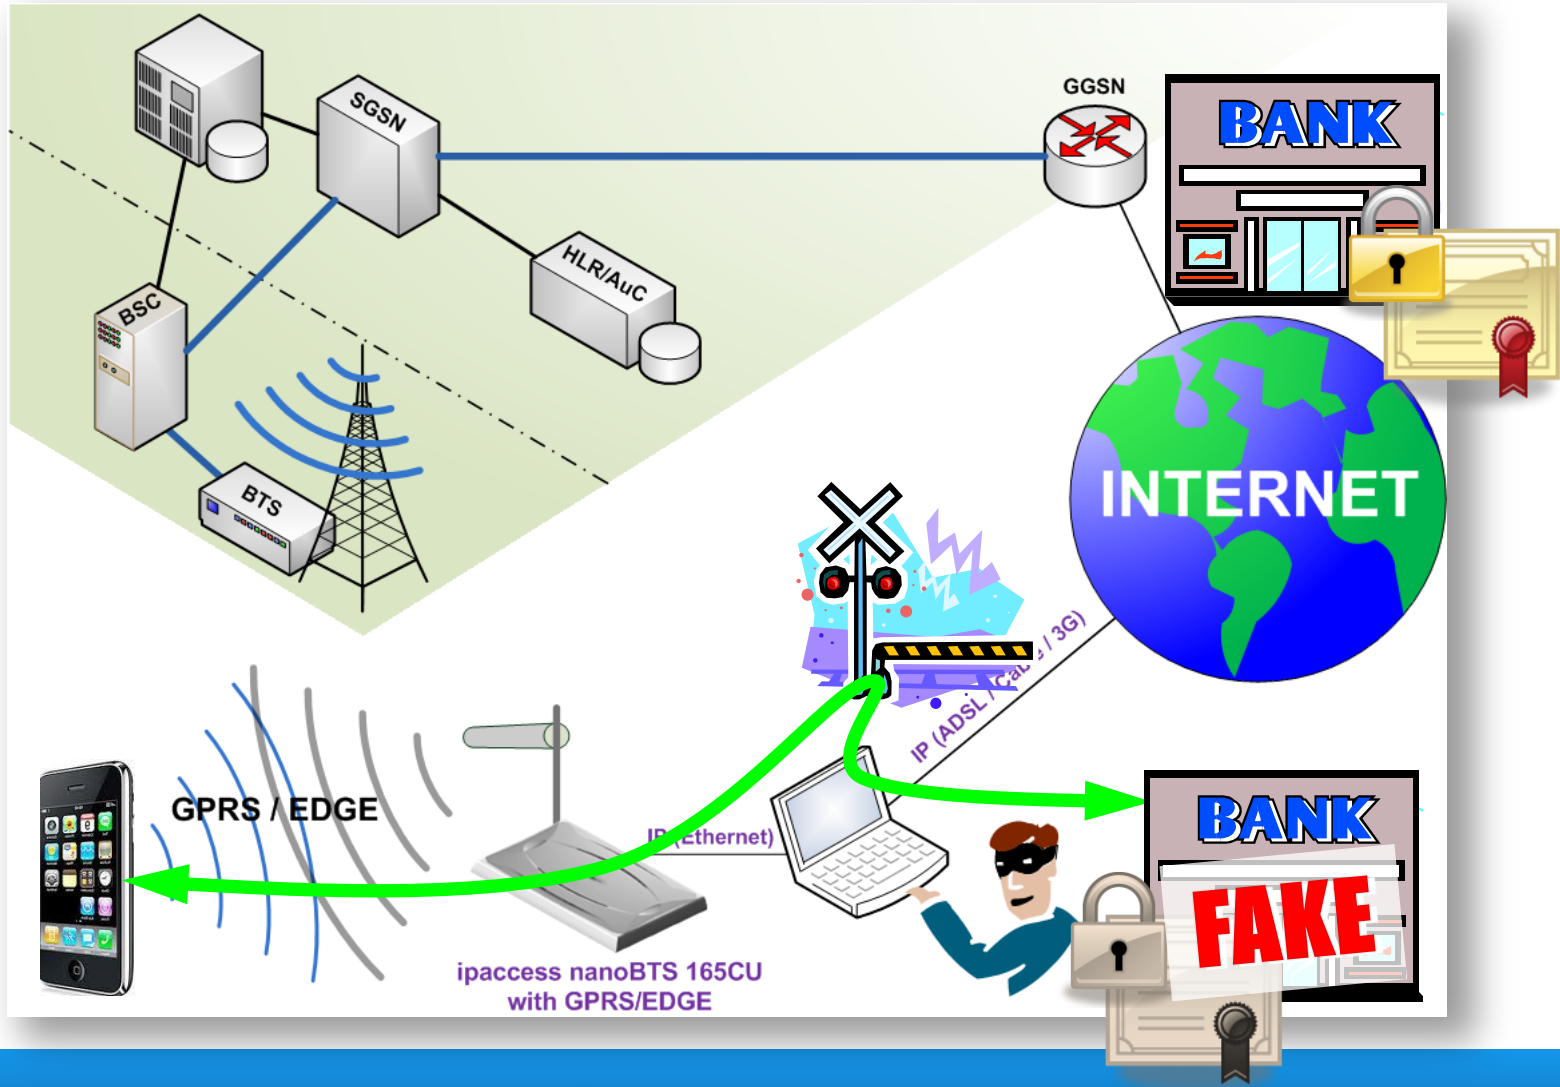 SGSN
GGSN
BANK
HLR/AuC
BSC
BTS
INTERNET
IP (ADSL / Cable / 3G)
GPRS / EDGE
IP (Ethernet)
BANK
FAKE
ipaccess nanoBTS 165CU
with GPRS/EDGE